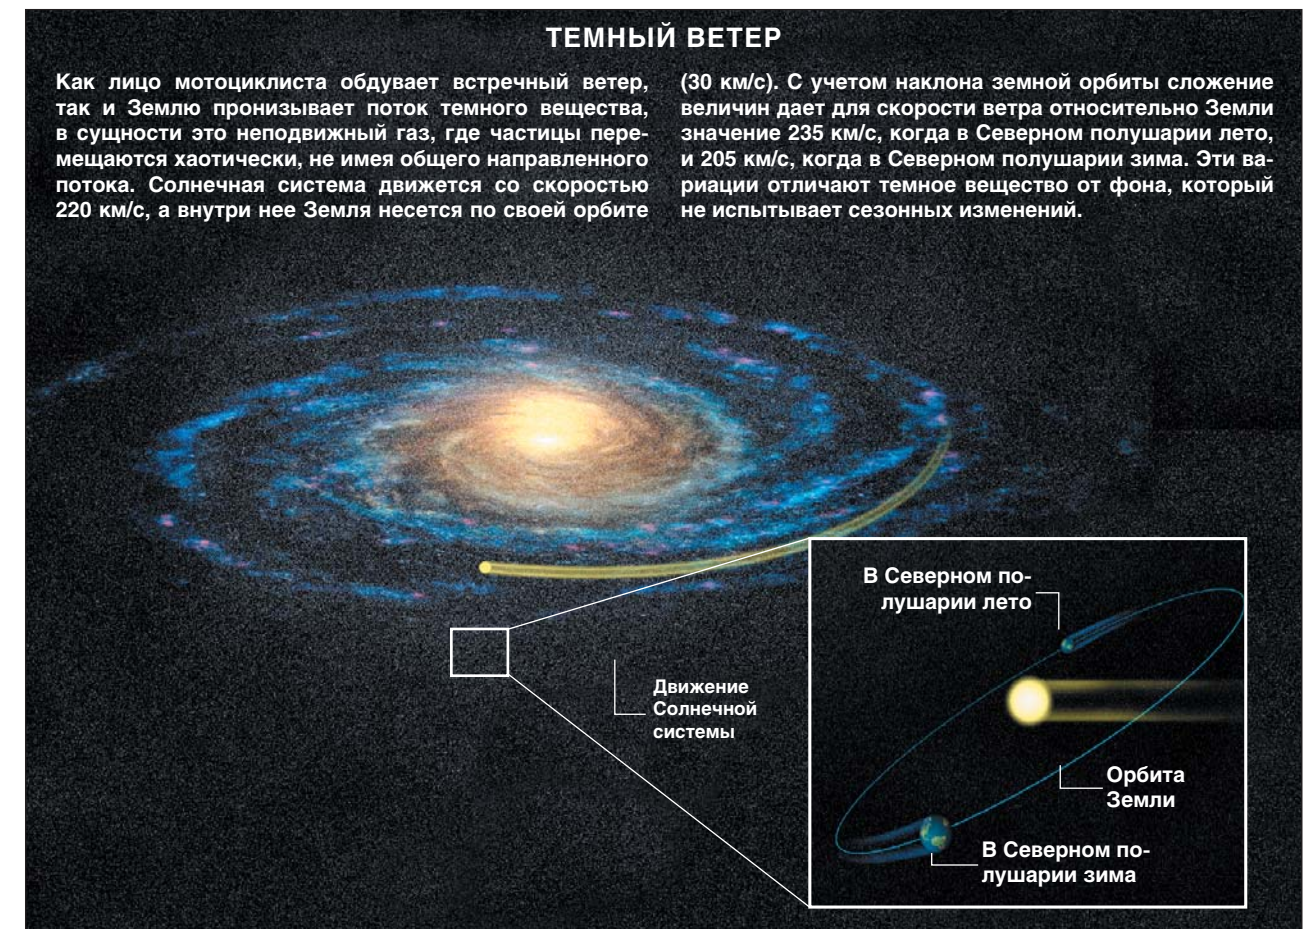 ТЕМНЫЙ ВЕТЕР
Как лицо мотоциклиста обдувает встречный ветер,
так и Землю пронизывает поток темного вещества,
в сущности это неподвижный газ, где частицы пере-
мещаются хаотически, не имея общего направленного
потока. Солнечная система движется со скоростью
220 км/с, а внутри нее Земля несется по своей орбите
(30 км/с). С учетом наклона земной орбиты сложение
величин дает для скорости ветра относительно Земли
значение 235 км/с, когда в Северном полушарии лето,
и 205 км/с, когда в Северном полушарии зима. Эти ва-
риации отличают темное вещество от фона, который
не испытывает сезонных изменений.
Движение
Солнечной
системы
В Северном по-
лушарии лето
Орбита
Земли
В Северном по-
лушарии зима